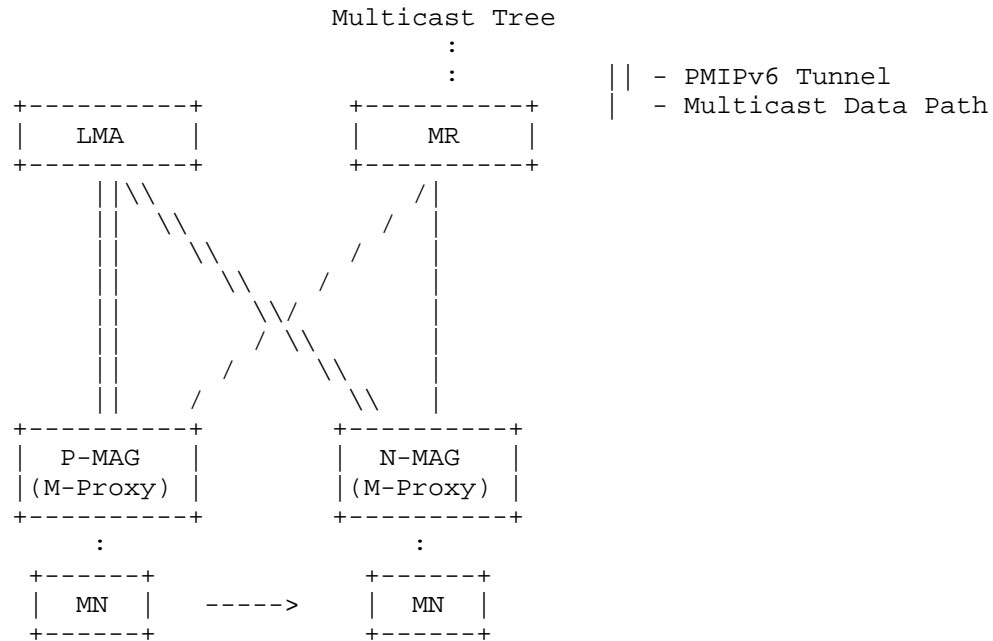 Multicast Tree
:
: || - PMIPv6 Tunnel
| - Multicast Data Path
LMA MR
P-MAG N-MAG
(M-Proxy) (M-Proxy)
: :
MN -----> MN